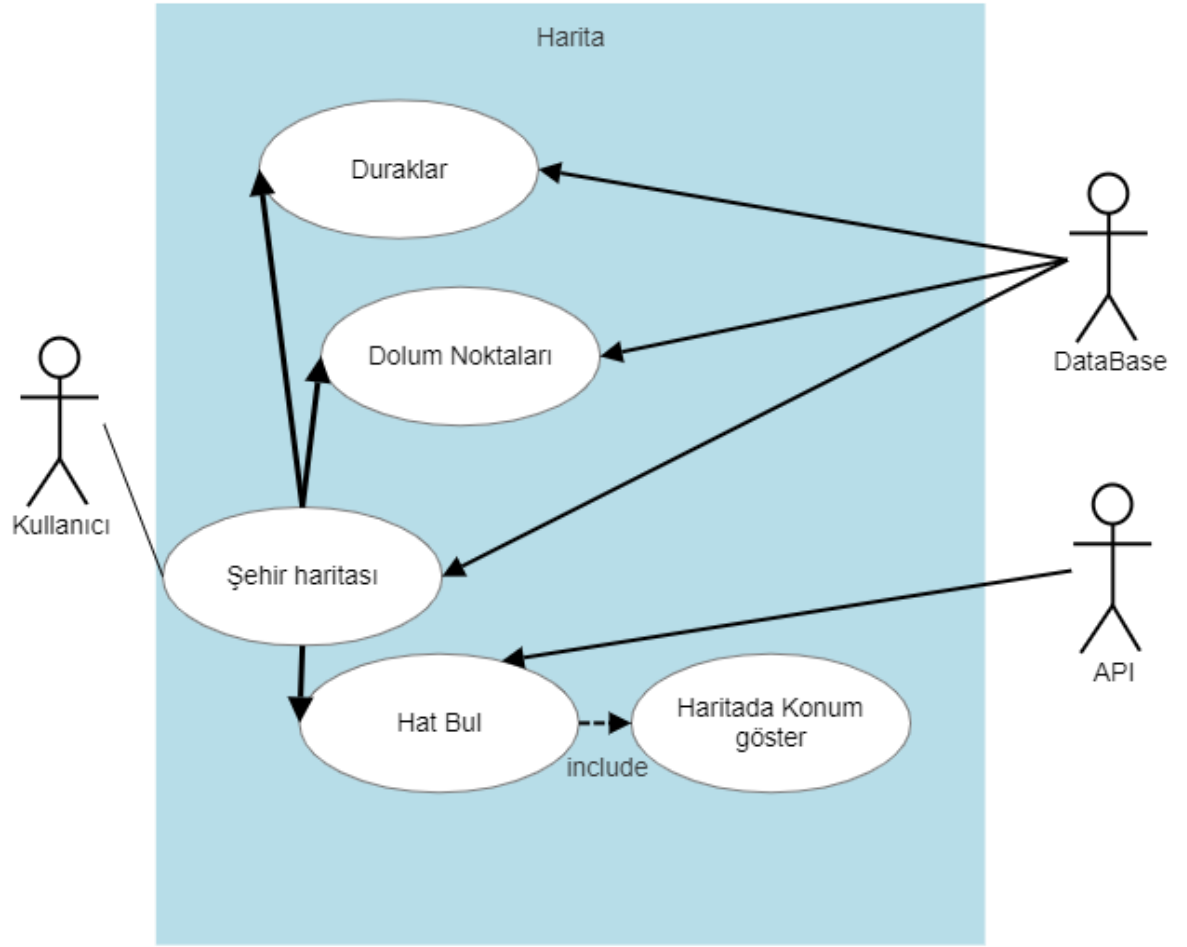 Harita
Duraklar
Dolum Noktaları
DataBase
Kullanıcı
Şehir haritası
API
Hat Bul
Haritada Konum
göster
include